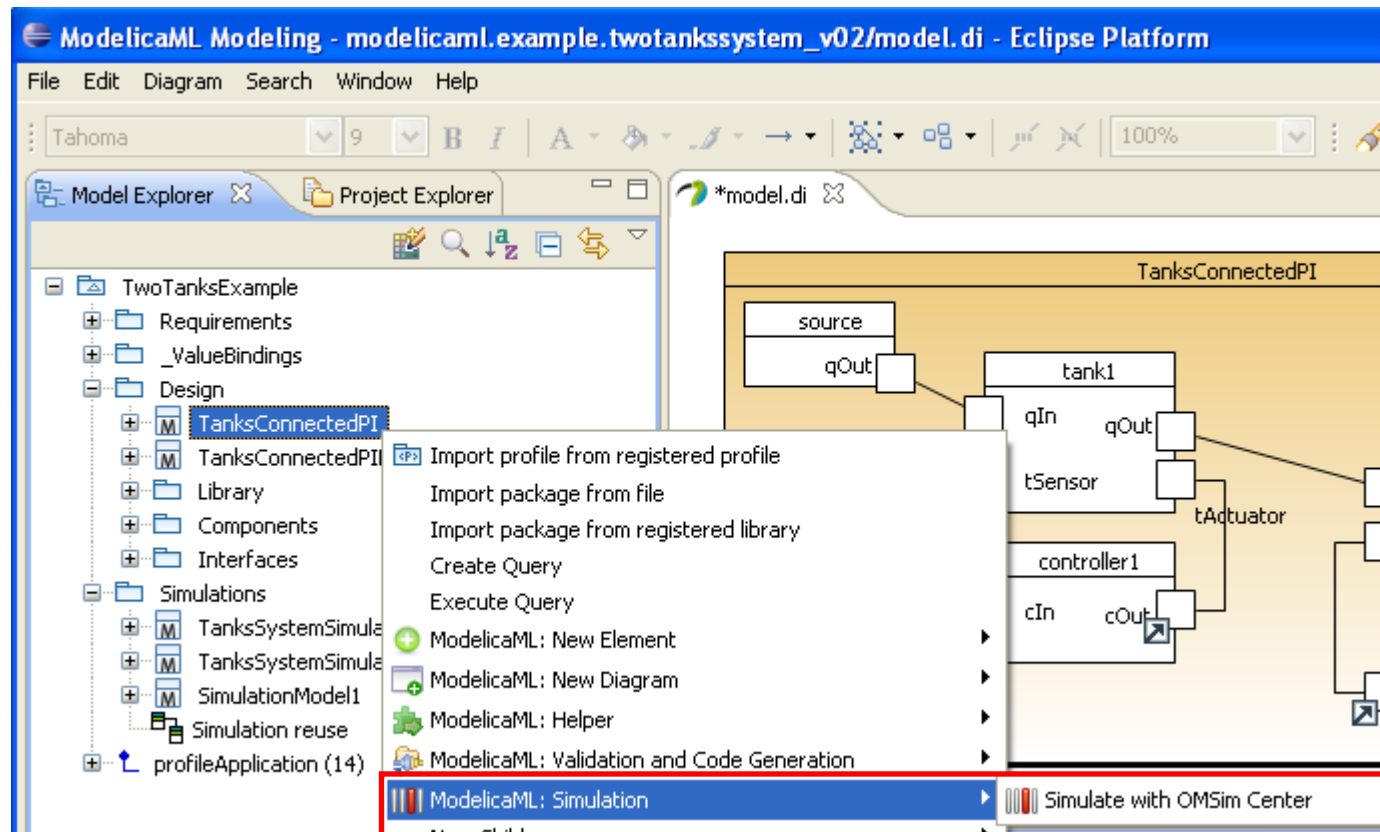 ModelicaML Modeling - modelicaml.example.twotankssystem_v02/model.di - Eclipse Platform
File Edit Diagram Search Window Help
Tahoma 9 B I A 100%
Model Explorer Project Explorer *model.di
TwoTanksExample
Requirements
_ValueBindings
Design
TanksConnectedPI
TanksConnectedPI
Library
Components
Interfaces
Simulations
TanksSystemSimula
TanksSystemSimula
SimulationModel1
Simulation reuse
profileApplication (14)
Import profile from registered profile
Import package from file
Import package from registered library
Create Query
Execute Query
ModelicaML: New Element
ModelicaML: New Diagram
ModelicaML: Helper
ModelicaML: Validation and Code Generation
ModelicaML: Simulation
Simulate with OMSim Center
TanksConnectedPI
source
qOut
tank1
qIn
qOut
tSensor
tActuator
controller1
cIn
cOut